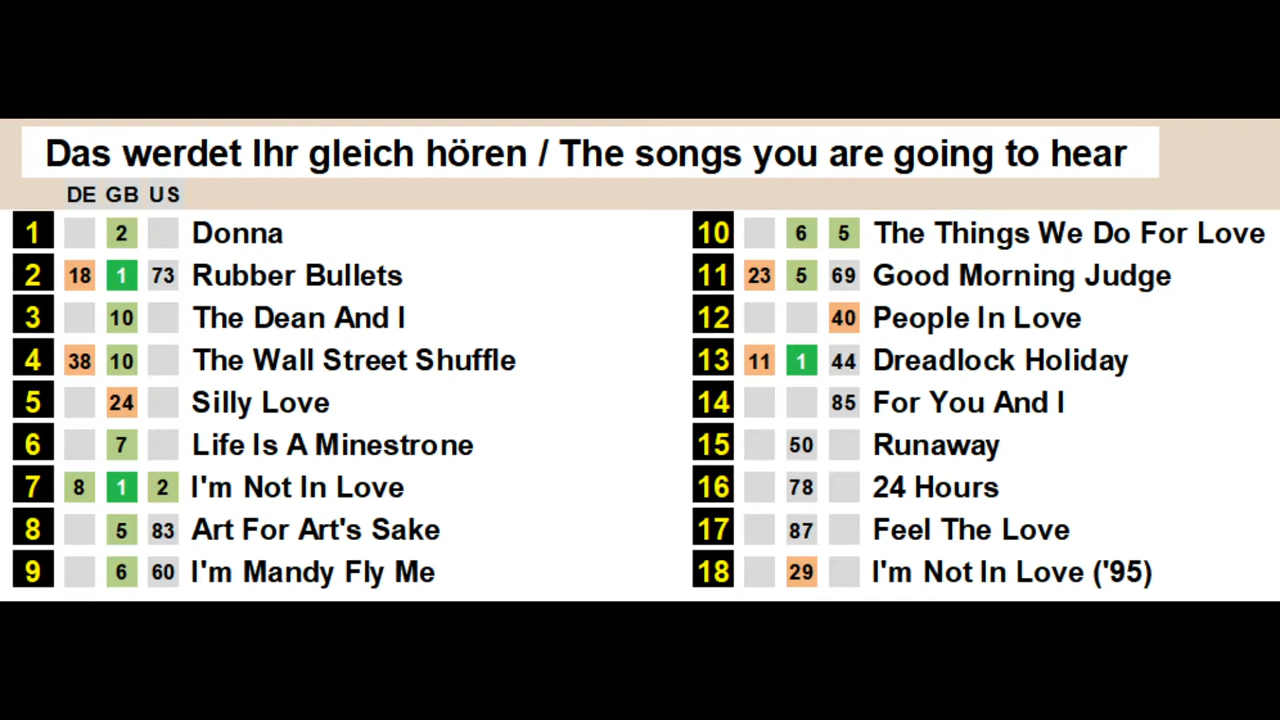 Das werdet Ihr gleich hören / The songs you are going to hear
DE GB US
1 2 Donna
2 18 1 73 Rubber Bullets
3 10 The Dean And I
4 38 10 The Wall Street Shuffle
5 24 Silly Love
6 7 Life Is A Minestrone
7 8 1 2 I'm Not In Love
8 5 83 Art For Art's Sake
9 6 60 I'm Mandy Fly Me
10 6 5 The Things We Do For Love
11 23 5 69 Good Morning Judge
12 40 People In Love
13 11 1 44 Dreadlock Holiday
14 85 For You And I
15 50 Runaway
16 78 24 Hours
17 87 Feel The Love
18 29 I'm Not In Love ('95)